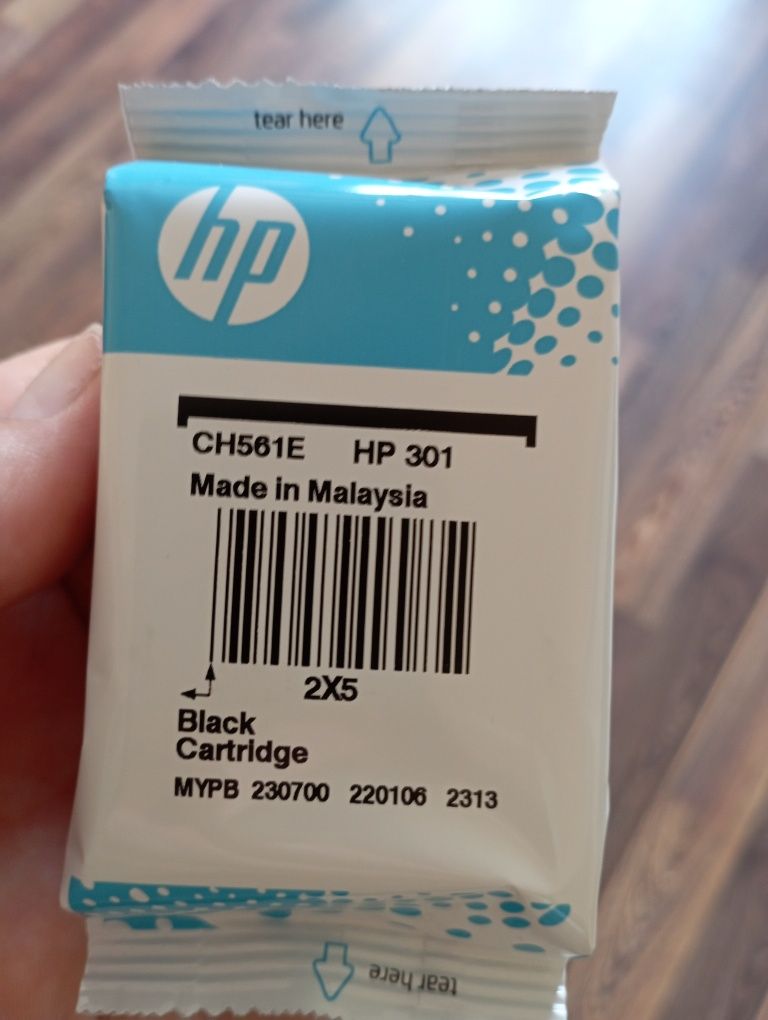 tear here
hp
CH561E HP 301
Made in Malaysia
2X5
Black
Cartridge
MYPB 230700 220106 2313
tear here